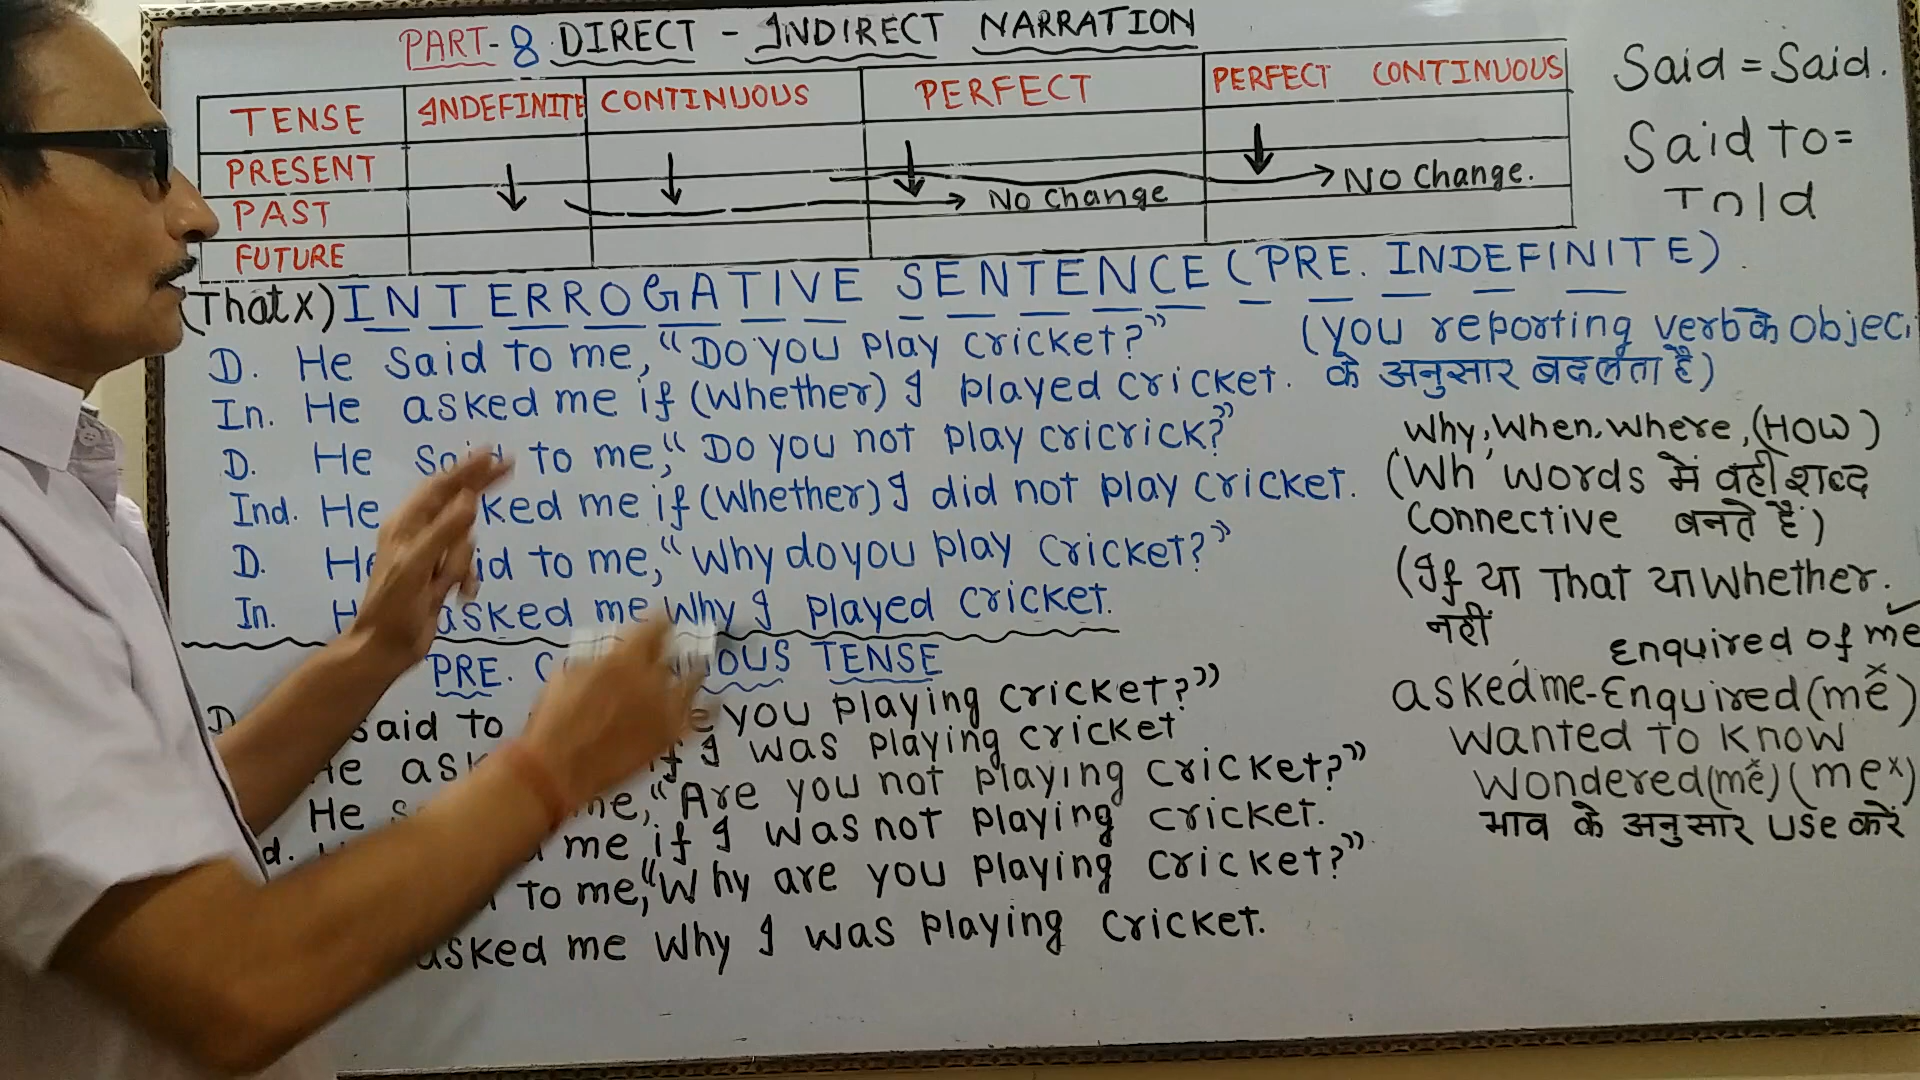 PART-8 DIRECT - INDIRECT NARRATION
TENSE INDEFINITE CONTINUOUS PERFECT PERFECT CONTINUOUS
PRESENT
→ No Change.
PAST
→ No Change
FUTURE
Said = Said.
Said to =
Told
(That x) INTERROGATIVE SENTENCE (PRE. INDEFINITE).
D. He said to me, "Do you play cricket?"
In. He asked me if (Whether) I played cricket.
D. He said to me, "Do you not play cricrick?"
Ind. He ked me if (Whether) I did not play cricket.
D. He id to me, "Why do you play cricket?"
In. H asked me why I played cricket.
(you reporting verb के Objec
के अनुसार बदलता है)
Why, When, Where, (HOW)
(Wh' words में वही शब्द
Connective बनते हैं)
(If या That या Whether.
नहीं
Enquired of me
asked me - Enquired (me x)
wanted to know
wondered (me x) (me x)
भाव के अनुसार use करें
PRE. C OUS TENSE
D said to e you playing cricket?"
He ask if I was playing cricket
He s me, "Are you not playing cricket?"
d. me if I was not playing cricket.
to me, "Why are you playing cricket?"
asked me why I was playing cricket.